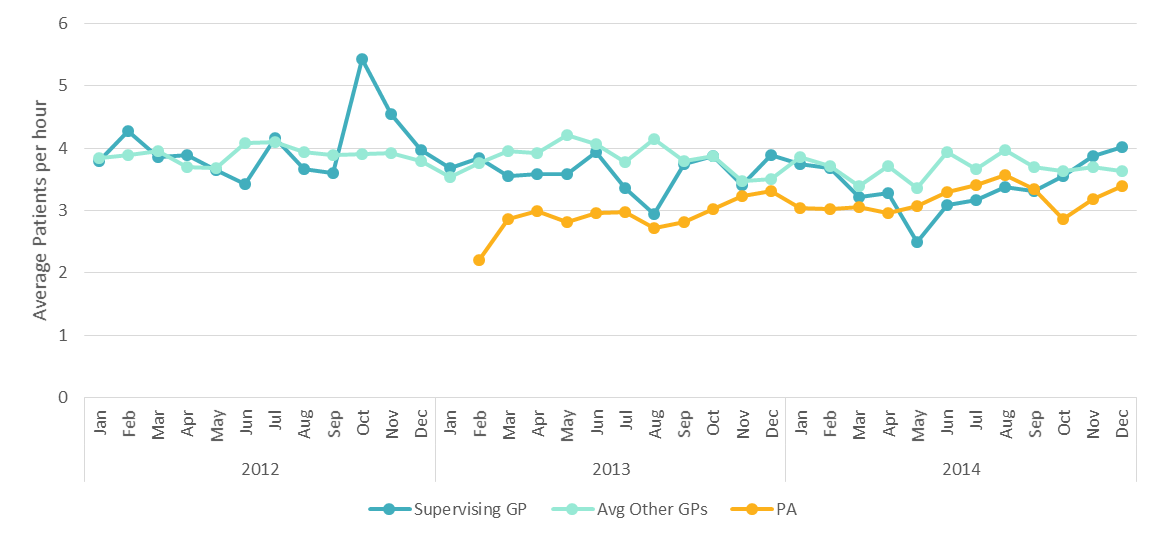 Average Patients per hour
6
5
4
3
2
1
0
Jan Feb Mar Apr May Jun Jul Aug Sep Oct Nov Dec Jan Feb Mar Apr May Jun Jul Aug Sep Oct Nov Dec Jan Feb Mar Apr May Jun Jul Aug Sep Oct Nov Dec
2012 2013 2014
Supervising GP Avg Other GPs PA